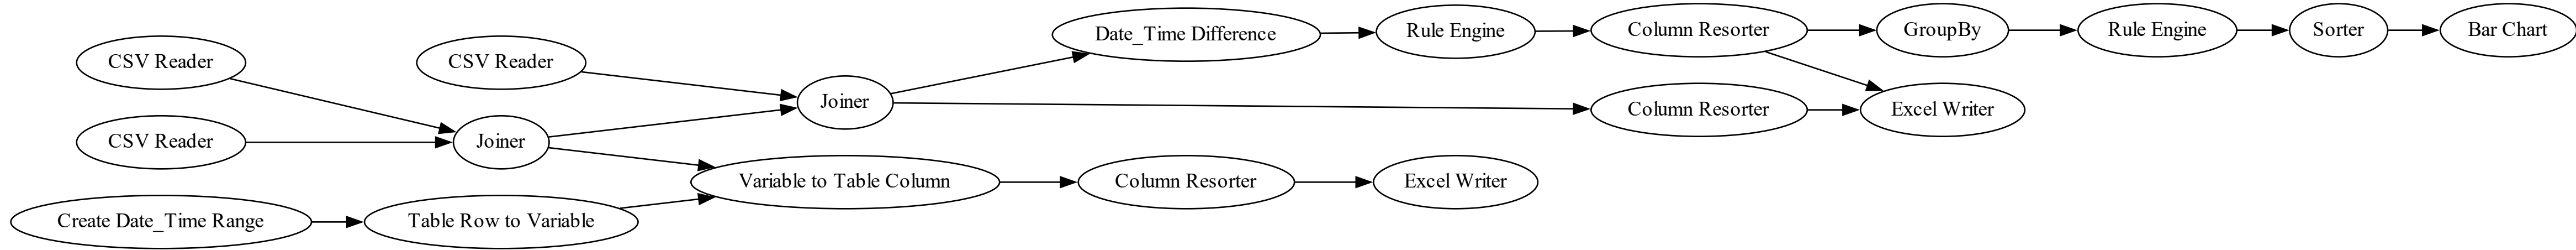 CSV Reader
CSV Reader
Create Date_Time Range
CSV Reader
Joiner
Table Row to Variable
Joiner
Variable to Table Column
Date_Time Difference
Column Resorter
Rule Engine
Excel Writer
Column Resorter
Column Resorter
GroupBy
Excel Writer
Rule Engine
Sorter
Bar Chart